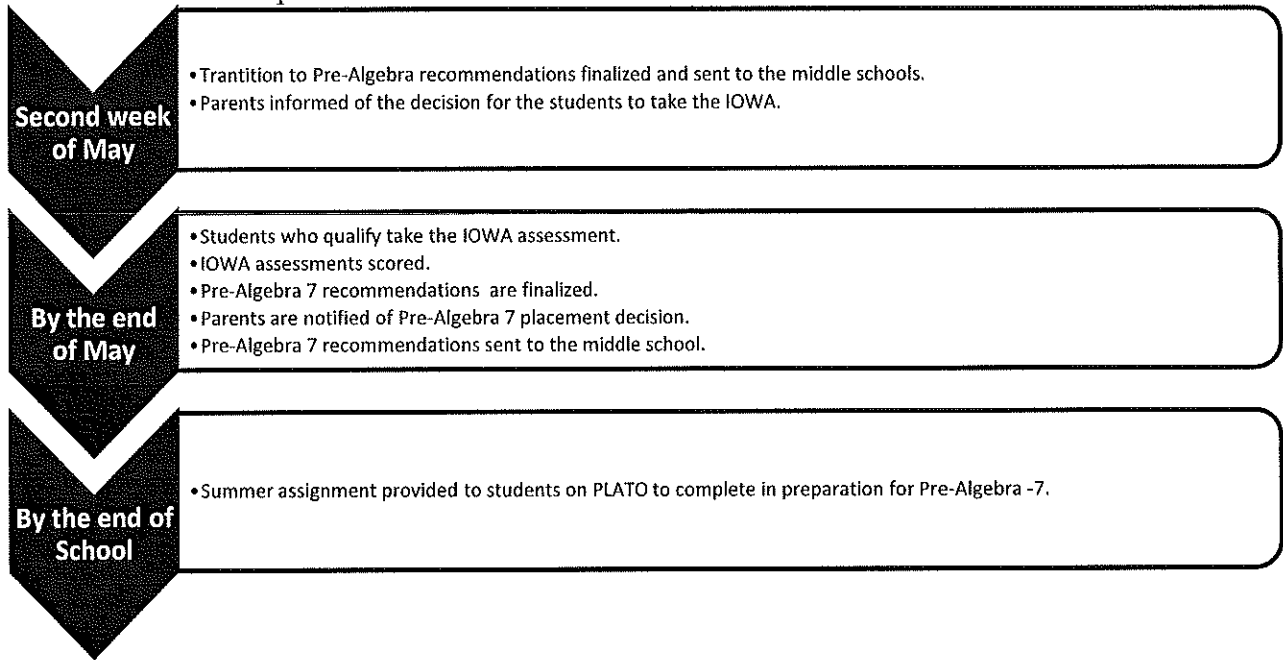 • Trantition to Pre-Algebra recommendations finalized and sent to the middle schools.
• Parents informed of the decision for the students to take the IOWA.
Second week
of May
• Students who qualify take the IOWA assessment.
• IOWA assessments scored.
• Pre-Algebra 7 recommendations are finalized.
• Parents are notified of Pre-Algebra 7 placement decision.
• Pre-Algebra 7 recommendations sent to the middle school.
By the end
of May
• Summer assignment provided to students on PLATO to complete in preparation for Pre-Algebra -7.
By the end of
School